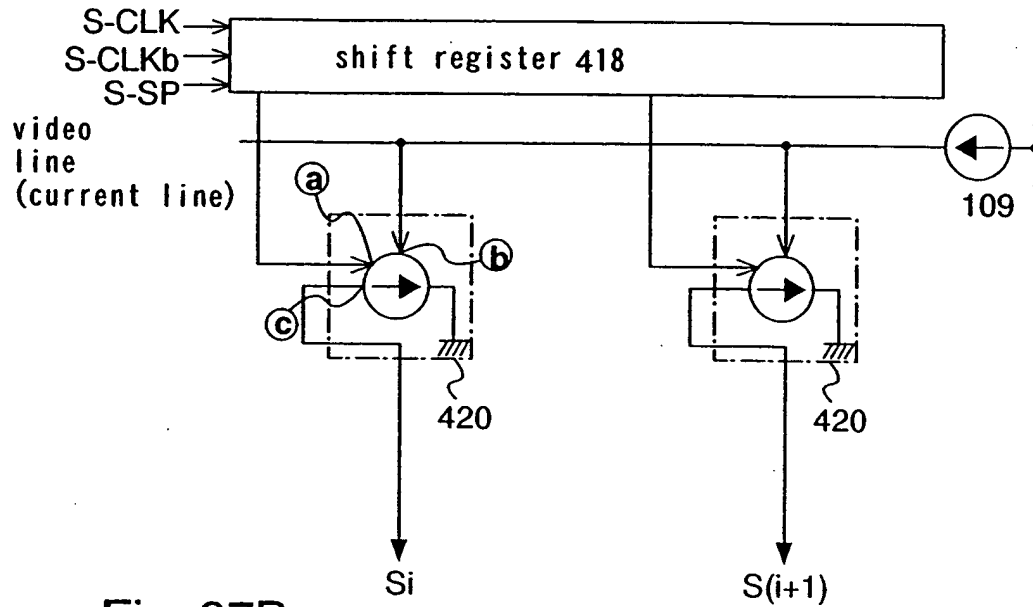 S-CLK
S-CLKb
S-SP
shift register 418
video
line
(current line)
109
a
b
c
420
420
Si
S(i+1)